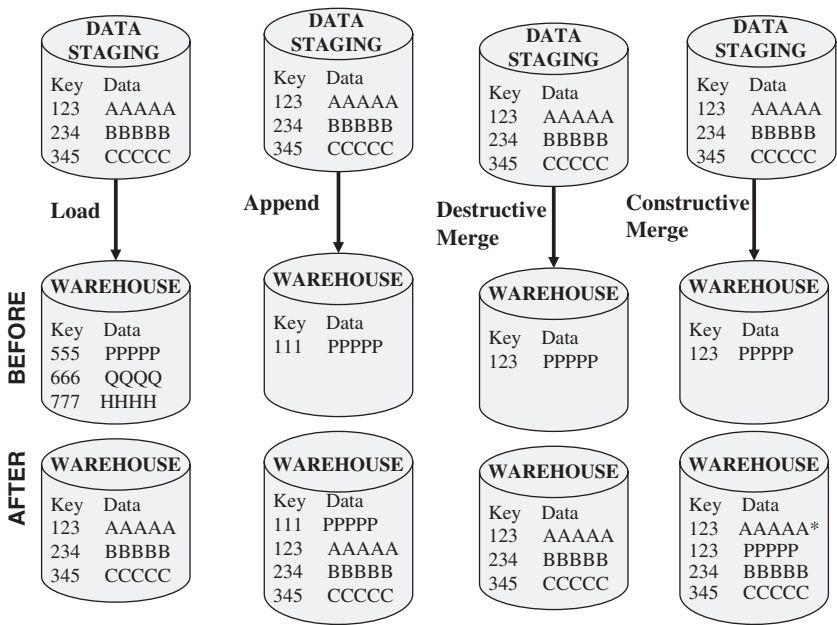 DATA
STAGING
Key Data
123 AAAAA
234 BBBBB
345 CCCCC
Load
WAREHOUSE
Key Data
555 PPPPP
666 QQQQ
777 HHHH
WAREHOUSE
Key Data
123 AAAAA
234 BBBBB
345 CCCCC
DATA
STAGING
Key Data
123 AAAAA
234 BBBBB
345 CCCCC
Append
WAREHOUSE
Key Data
111 PPPPP
WAREHOUSE
Key Data
111 PPPPP
123 AAAAA
234 BBBBB
345 CCCCC
DATA
STAGING
Key Data
123 AAAAA
234 BBBBB
345 CCCCC
Destructive
Merge
WAREHOUSE
Key Data
123 PPPPP
WAREHOUSE
Key Data
123 AAAAA
234 BBBBB
345 CCCCC
DATA
STAGING
Key Data
123 AAAAA
234 BBBBB
345 CCCCC
Constructive
Merge
WAREHOUSE
Key Data
123 PPPPP
WAREHOUSE
Key Data
123 AAAAA*
123 PPPPP
234 BBBBB
345 CCCCC
BEFORE
AFTER